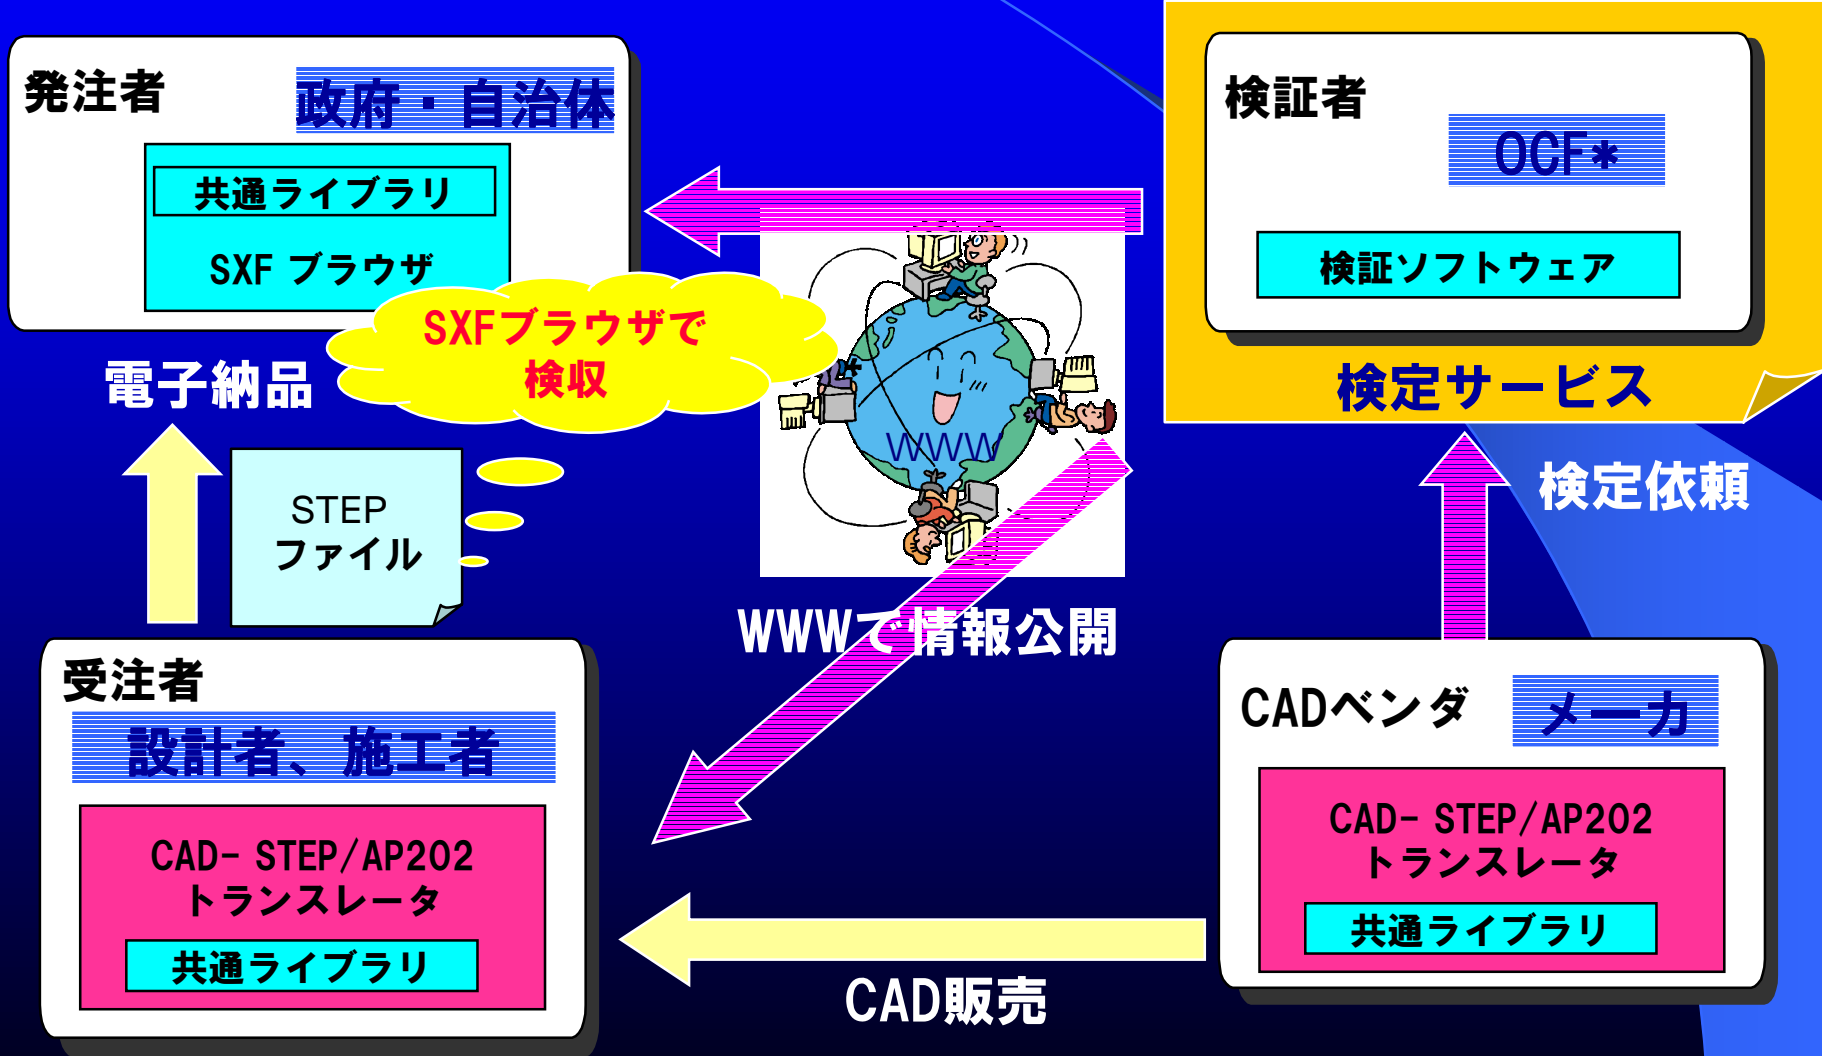 発注者
政府・自治体
共通ライブラリ
SXF ブラウザ
SXFブラウザで
検収
電子納品
STEP
ファイル
検証者
OCF*
検証ソフトウェア
検定サービス
検定依頼
WWW
WWWで情報公開
受注者
設計者、施工者
CAD- STEP/AP202
トランスレータ
共通ライブラリ
CADベンダ
メーカ
CAD- STEP/AP202
トランスレータ
共通ライブラリ
CAD販売